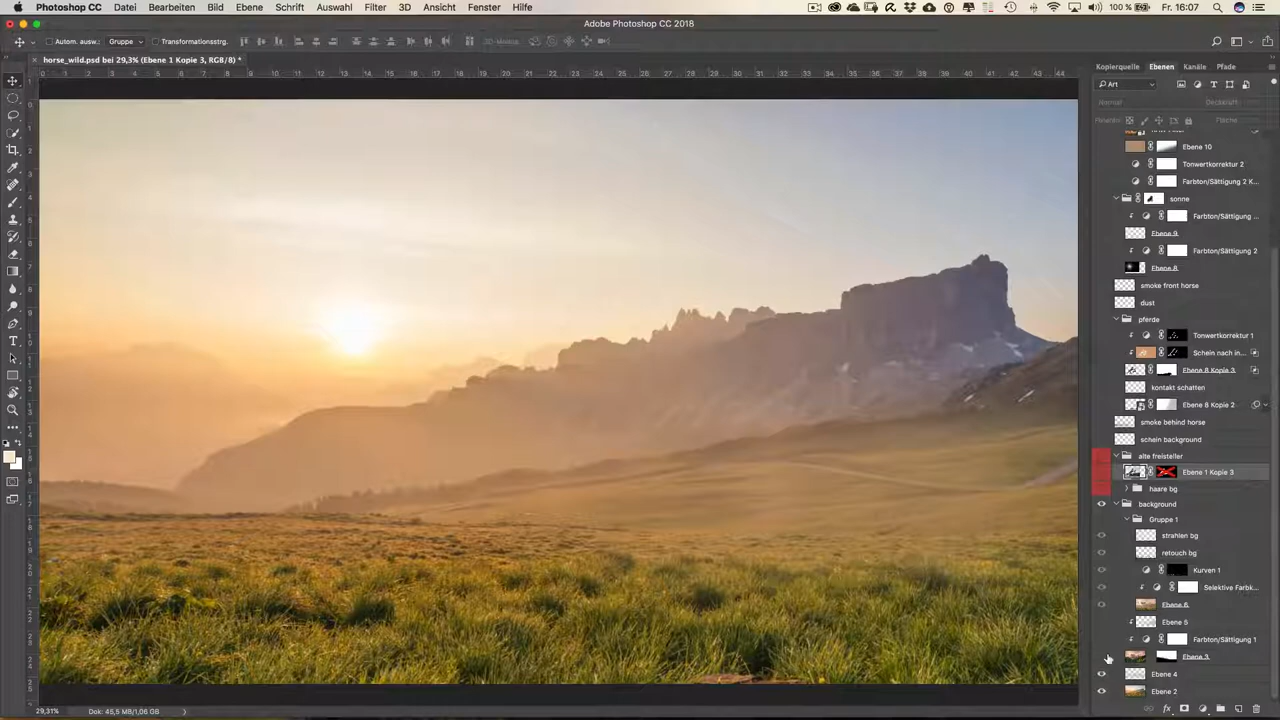 Photoshop CC Datei Bearbeiten Bild Ebene Schrift Auswahl Filter 3D Ansicht Fenster Hilfe 100 % Fr. 16:07
Adobe Photoshop CC 2018
Autom. ausw.: Gruppe Transformationsstrg. 3D-Modus:
horse_wild.psd bei 29,3% (Ebene 1 Kopie 3, RGB/8) *
Kopierquelle Ebenen Kanäle Pfade
Art
Normal Deckkraft:
Fläche:
Ebene 10
Tonwertkorrektur 2
Farbton/Sättigung 2 K...
sonne
Farbton/Sättigung ...
Ebene 9
Farbton/Sättigung 2
Ebene 8
smoke front horse
dust
pferde
Tonwertkorrektur 1
Schein nach in...
Ebene 8 Kopie 3
kontakt schatten
Ebene 8 Kopie 2
smoke behind horse
schein background
alte freisteller
Ebene 1 Kopie 3
haare bg
background
Gruppe 1
strahlen bg
retouch bg
Kurven 1
Selektive Farbk...
Ebene 6
Ebene 5
Farbton/Sättigung 1
Ebene 3
Ebene 4
Ebene 2
29,31% Dok: 45,5 MB/1,06 GB